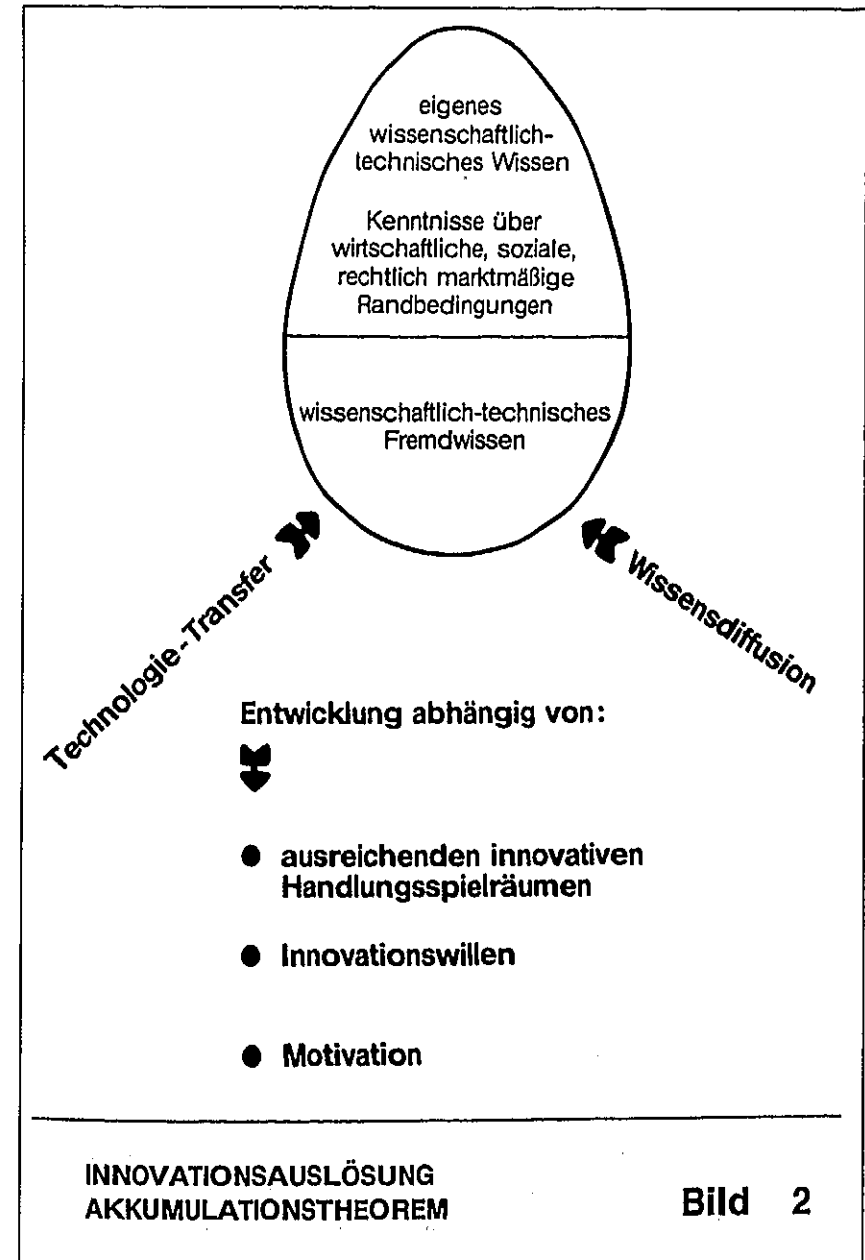 eigenes
wissenschaftlich-
technisches Wissen
Kenntnisse über
wirtschaftliche, soziale,
rechtlich marktmäßige
Randbedingungen
wissenschaftlich-technisches
Fremdwissen
Technologie-Transfer
Wissensdiffusion
Entwicklung abhängig von:
● ausreichenden innovativen
Handlungsspielräumen
● Innovationswillen
● Motivation
INNOVATIONSAUSLÖSUNG
AKKUMULATIONSTHEOREM
Bild 2